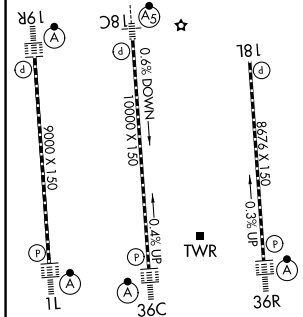 19R
A
P
9000 X 150
P
A
1L
18C
A5
P
0.6% DOWN
10000 X 150
0.4% UP
P
A
36C
TWR
18L
P
8676 X 150
0.3% UP
P
A
36R